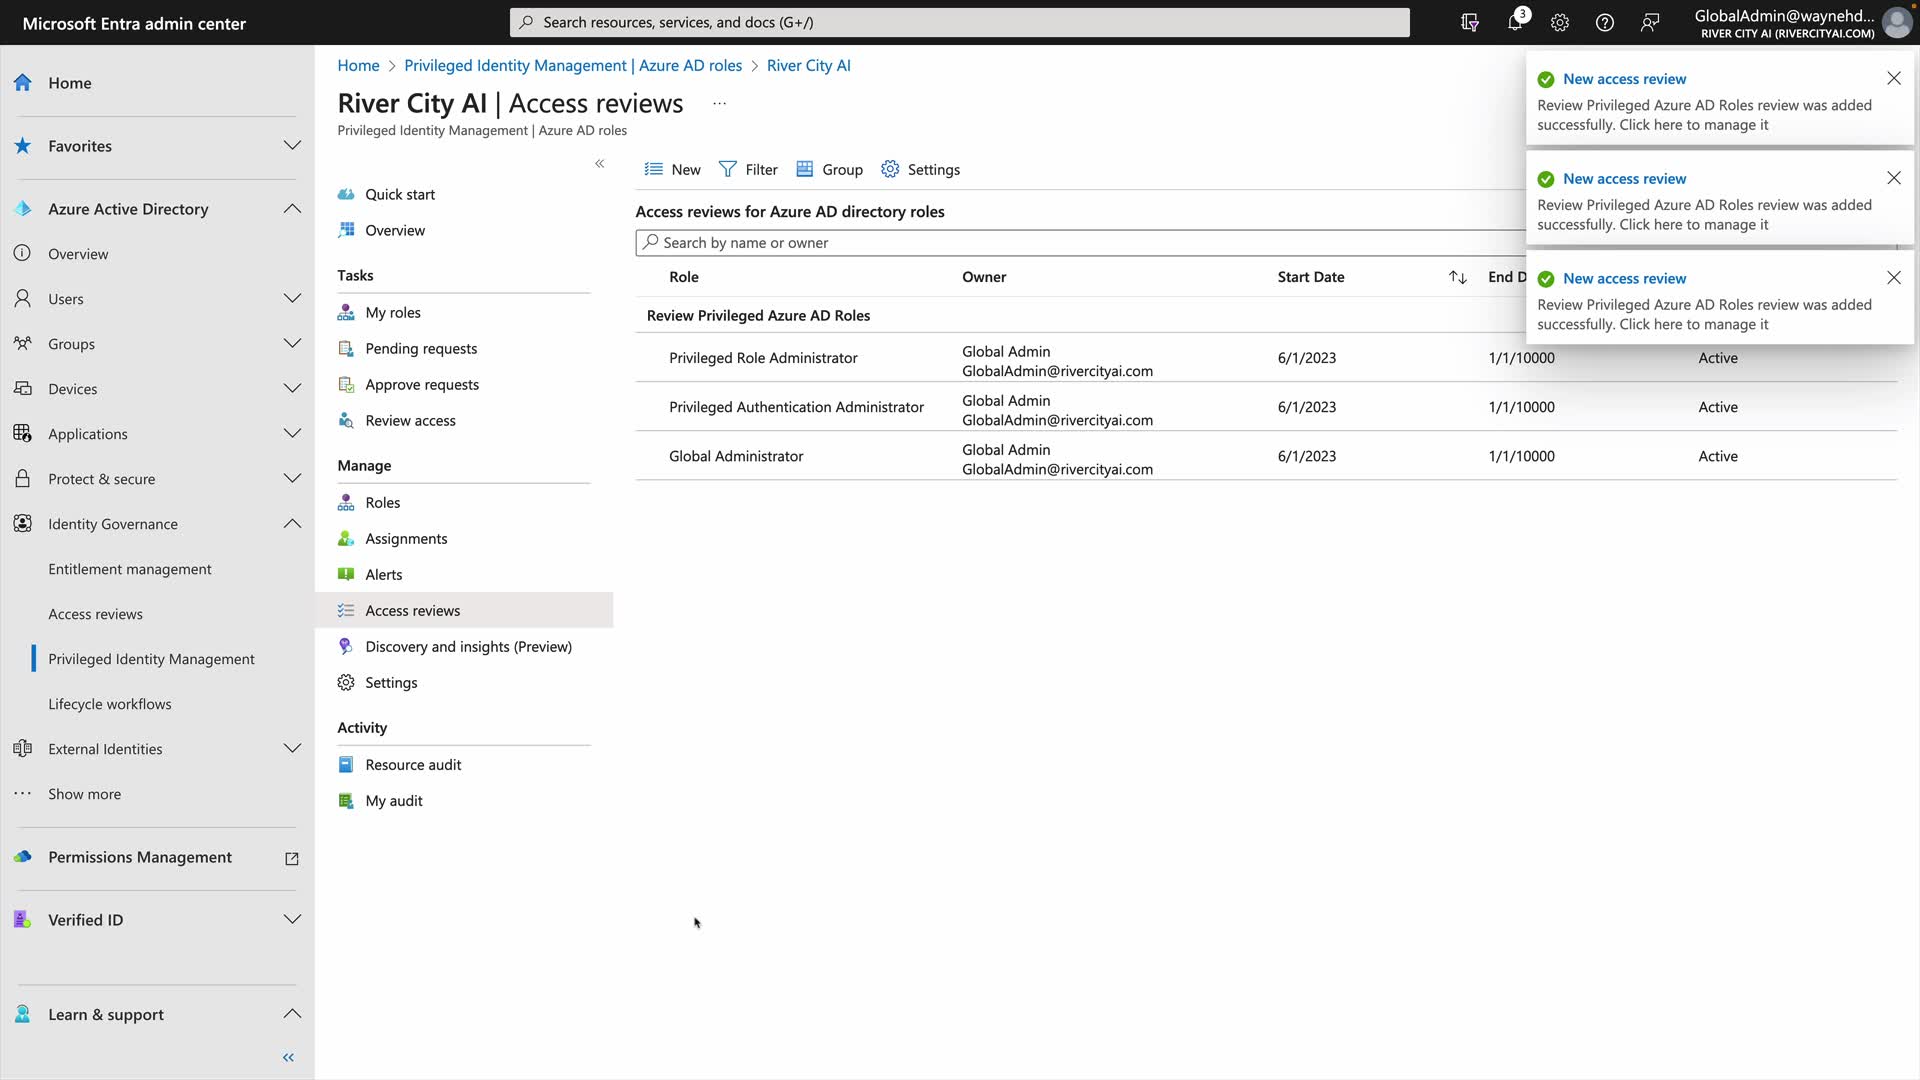 Microsoft Entra admin center
Search resources, services, and docs (G+/)
3
GlobalAdmin@waynehd...
RIVER CITY AI (RIVERCITYAI.COM)
Home
Favorites
Azure Active Directory
Overview
Users
Groups
Devices
Applications
Protect & secure
Identity Governance
Entitlement management
Access reviews
Privileged Identity Management
Lifecycle workflows
External Identities
Show more
Permissions Management
Verified ID
Learn & support
Home > Privileged Identity Management | Azure AD roles > River City AI
River City AI | Access reviews ...
Privileged Identity Management | Azure AD roles
Quick start
Overview
Tasks
My roles
Pending requests
Approve requests
Review access
Manage
Roles
Assignments
Alerts
Access reviews
Discovery and insights (Preview)
Settings
Activity
Resource audit
My audit
New Filter Group Settings
Access reviews for Azure AD directory roles
Search by name or owner
Role Owner Start Date End D
Review Privileged Azure AD Roles
Privileged Role Administrator Global Admin 6/1/2023 1/1/10000 Active
GlobalAdmin@rivercityai.com
Privileged Authentication Administrator Global Admin 6/1/2023 1/1/10000 Active
GlobalAdmin@rivercityai.com
Global Administrator Global Admin 6/1/2023 1/1/10000 Active
GlobalAdmin@rivercityai.com
New access review
Review Privileged Azure AD Roles review was added
successfully. Click here to manage it
New access review
Review Privileged Azure AD Roles review was added
successfully. Click here to manage it
New access review
Review Privileged Azure AD Roles review was added
successfully. Click here to manage it